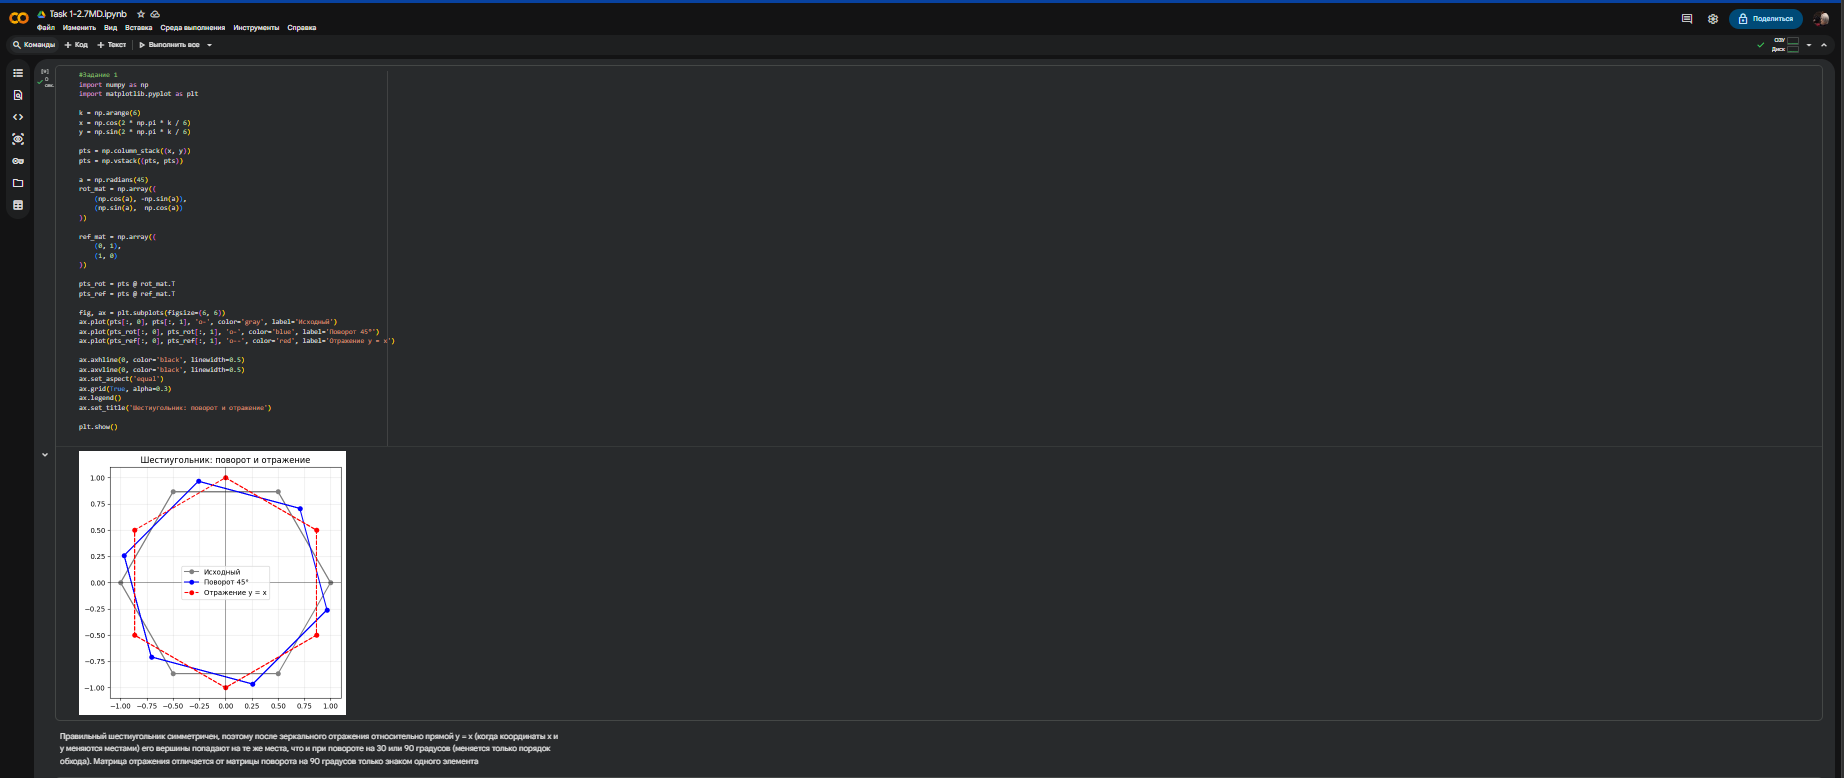 Task 1-2.7MD.ipynb
Файл Изменить Вид Вставка Среда выполнения Инструменты Справка
Поделиться
Команды + Код + Текст Выполнить все
ОЗУ
Диск
[x]
0
сек.
#Задание 1
import numpy as np
import matplotlib.pyplot as plt
k = np.arange(6)
x = np.cos(2 * np.pi * k / 6)
y = np.sin(2 * np.pi * k / 6)
pts = np.column_stack((x, y))
pts = np.vstack((pts, pts))
a = np.radians(45)
rot_mat = np.array((
(np.cos(a), -np.sin(a)),
(np.sin(a), np.cos(a))
))
ref_mat = np.array((
(0, 1),
(1, 0)
))
pts_rot = pts @ rot_mat.T
pts_ref = pts @ ref_mat.T
fig, ax = plt.subplots(figsize=(6, 6))
ax.plot(pts[:, 0], pts[:, 1], 'o-', color='gray', label='Исходный')
ax.plot(pts_rot[:, 0], pts_rot[:, 1], 'o-', color='blue', label='Поворот 45°')
ax.plot(pts_ref[:, 0], pts_ref[:, 1], 'o--', color='red', label='Отражение y = x')
ax.axhline(0, color='black', linewidth=0.5)
ax.axvline(0, color='black', linewidth=0.5)
ax.set_aspect('equal')
ax.grid(True, alpha=0.3)
ax.legend()
ax.set_title('Шестиугольник: поворот и отражение')
plt.show()
Шестиугольник: поворот и отражение
1.00
0.75
0.50
0.25
0.00
−0.25
−0.50
−0.75
−1.00
Исходный
Поворот 45°
Отражение y = x
−1.00 −0.75 −0.50 −0.25 0.00 0.25 0.50 0.75 1.00
Правильный шестиугольник симметричен, поэтому после зеркального отражения относительно прямой y = x (когда координаты x и
y меняются местами) его вершины попадают на те же места, что и при повороте на 30 или 90 градусов (меняется только порядок
обхода). Матрица отражения отличается от матрицы поворота на 90 градусов только знаком одного элемента